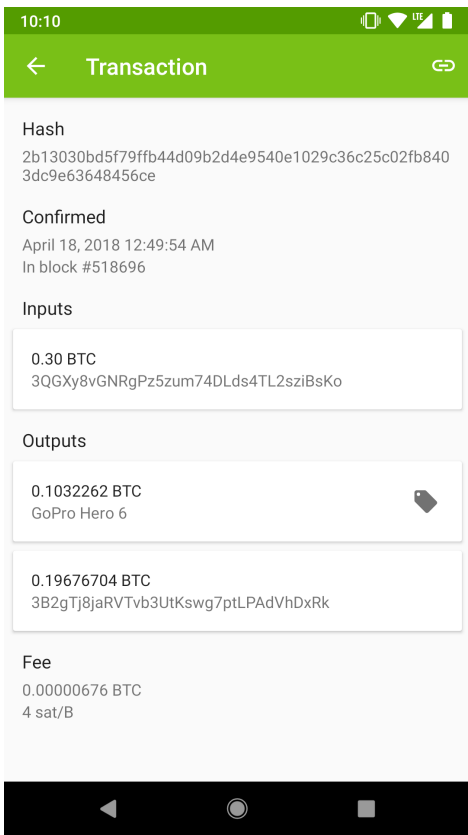 10:10
LTE
Transaction
Hash
2b13030bd5f79ffb44d09b2d4e9540e1029c36c25c02fb840
3dc9e63648456ce
Confirmed
April 18, 2018 12:49:54 AM
In block #518696
Inputs
0.30 BTC
3QGXy8vGNRgPz5zum74DLds4TL2sziBsKo
Outputs
0.1032262 BTC
GoPro Hero 6
0.19676704 BTC
3B2gTj8jaRVTvb3UtKswg7ptLPAdVhDxRk
Fee
0.00000676 BTC
4 sat/B